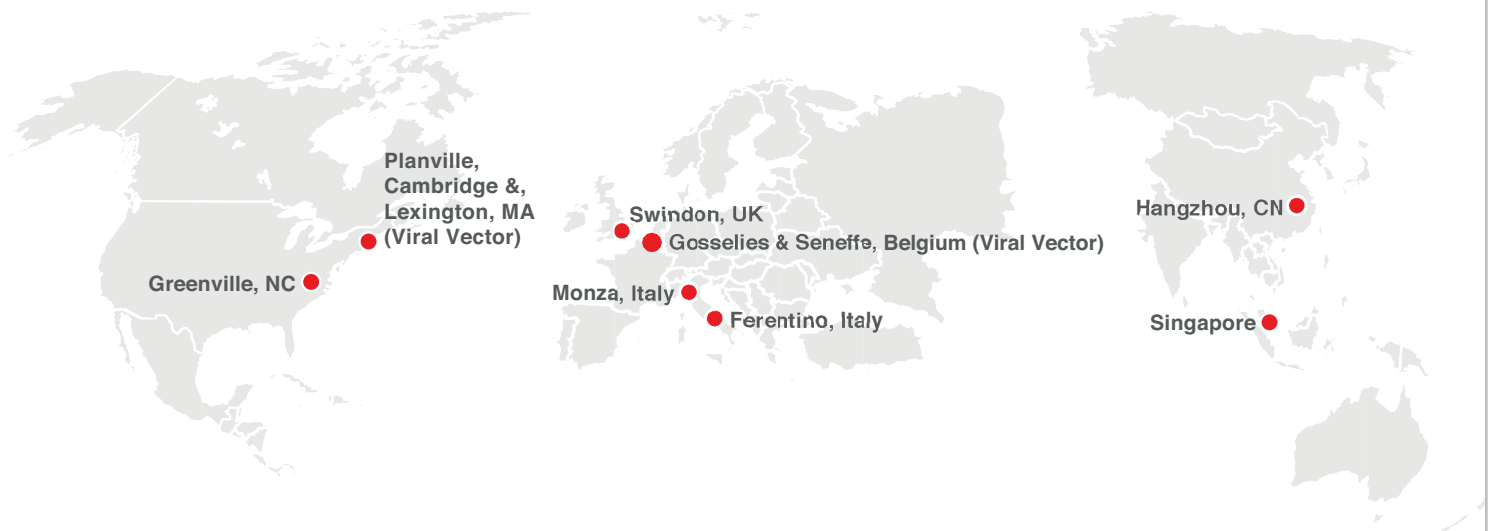 Planville,
Cambridge &,
Lexington, MA
(Viral Vector)
Greenville, NC
Swindon, UK
Gosselies & Seneffe, Belgium (Viral Vector)
Monza, Italy
Ferentino, Italy
Hangzhou, CN
Singapore